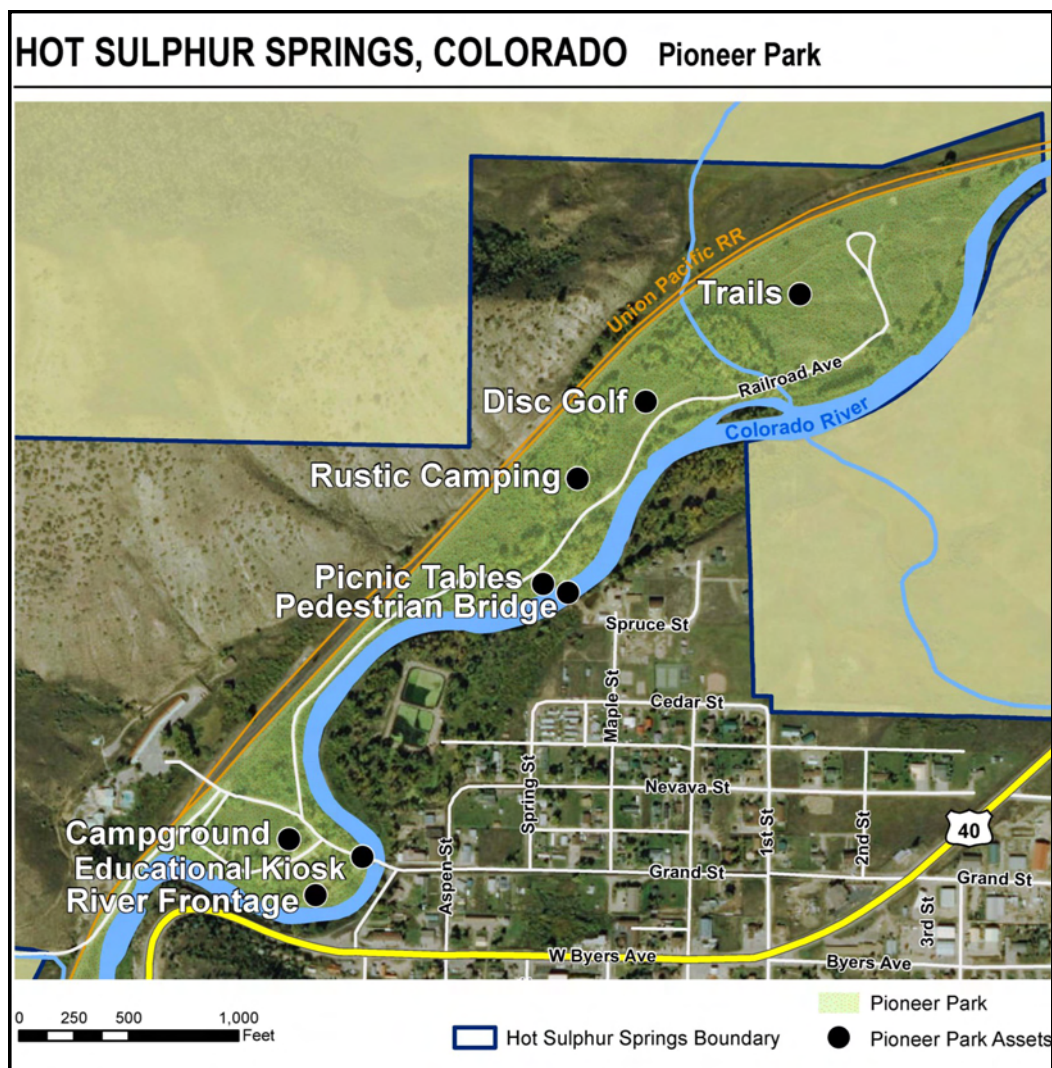 HOT SULPHUR SPRINGS, COLORADO Pioneer Park
Union Pacific RR
Trails
Railroad Ave
Disc Golf
Colorado River
Rustic Camping
Picnic Tables
Pedestrian Bridge
Spruce St
Maple St
Cedar St
Spring St
Nevava St
1st St
2nd St
40
Campground
Educational Kiosk
River Frontage
Aspen St
Grand St
Grand St
3rd St
W Byers Ave
Byers Ave
0 250 500 1,000
Feet
Hot Sulphur Springs Boundary
Pioneer Park
Pioneer Park Assets